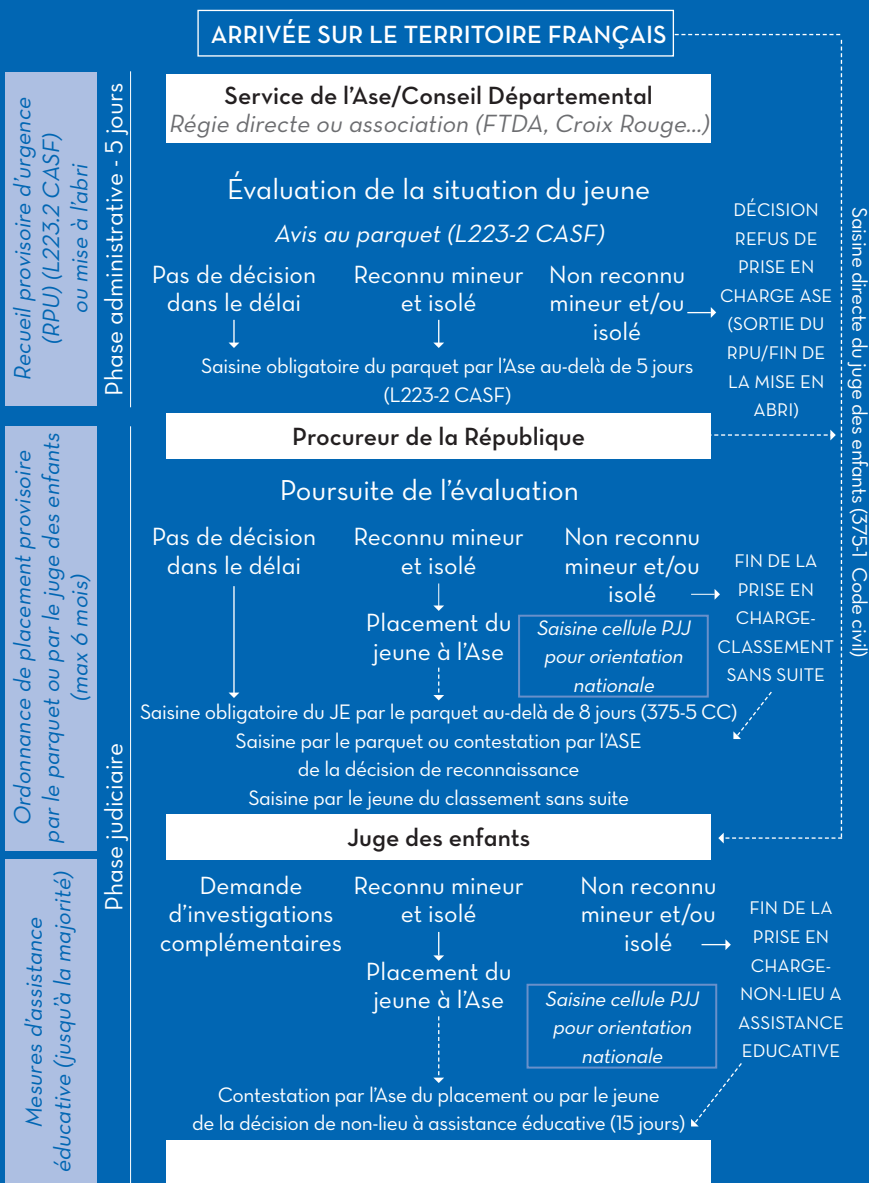 ARRIVÉE SUR LE TERRITOIRE FRANÇAIS
Recueil provisoire d'urgence
(RPU) (L223.2 CASF)
ou mise à l'abri
Phase administrative - 5 jours
Service de l'Ase/Conseil Départemental
Régie directe ou association (FTDA, Croix Rouge...)
Évaluation de la situation du jeune
Avis au parquet (L223-2 CASF)
Pas de décision
dans le délai
Reconnu mineur
et isolé
Non reconnu
mineur et/ou
isolé
DÉCISION
REFUS DE
PRISE EN
CHARGE ASE
(SORTIE DU
RPU/FIN DE
LA MISE EN
ABRI)
Saisine directe du juge des enfants (375-1 Code civil)
Saisine obligatoire du parquet par l'Ase au-delà de 5 jours
(L223-2 CASF)
Ordonnance de placement provisoire
par le parquet ou par le juge des enfants
(max 6 mois)
Phase judiciaire
Procureur de la République
Poursuite de l'évaluation
Pas de décision
dans le délai
Reconnu mineur
et isolé
Placement du
jeune à l'Ase
Non reconnu
mineur et/ou
isolé
Saisine cellule PJJ
pour orientation
nationale
FIN DE LA
PRISE EN
CHARGE-
CLASSEMENT
SANS SUITE
Saisine obligatoire du JE par le parquet au-delà de 8 jours (375-5 CC)
Saisine par le parquet ou contestation par l'ASE
de la décision de reconnaissance
Saisine par le jeune du classement sans suite
Mesures d'assistance
éducative (jusqu'à la majorité)
Juge des enfants
Demande
d'investigations
complémentaires
Reconnu mineur
et isolé
Placement du
jeune à l'Ase
Non reconnu
mineur et/ou
isolé
Saisine cellule PJJ
pour orientation
nationale
FIN DE LA
PRISE EN
CHARGE-
NON-LIEU A
ASSISTANCE
EDUCATIVE
Contestation par l'Ase du placement ou par le jeune
de la décision de non-lieu à assistance éducative (15 jours)